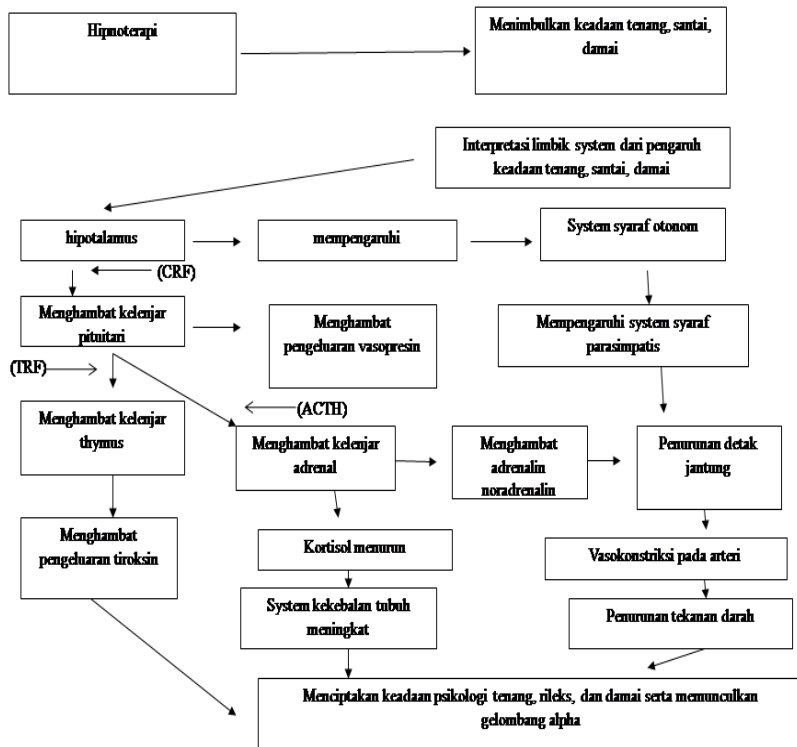 Hipnoterapi
Menimbulkan keadaan tenang, santai,
damai
Interpretasi limbik system dari pengaruh
keadaan tenang, santai, damai
hipotalamus
mempengaruhi
System syaraf otonom
(CRF)
Menghambat kelenjar
pituitari
Menghambat
pengeluaran vasopresin
Mempengaruhi system syaraf
parasimpatis
(TRF)
(ACTH)
Menghambat kelenjar
thymus
Menghambat kelenjar
adrenal
Menghambat
adrenalin
noradrenalin
Penurunan detak
jantung
Menghambat
pengeluaran tiroksin
Kortisol menurun
Vasokonstriksi pada arteri
System kekebalan tubuh
meningkat
Penurunan tekanan darah
Menciptakan keadaan psikologi tenang, rileks, dan damai serta memunculkan
gelombang alpha